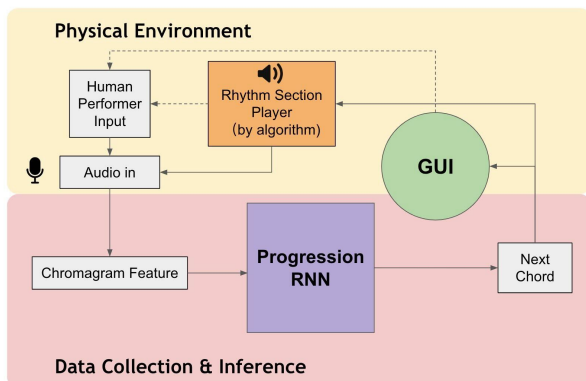 Physical Environment
Human
Performer
Input
Rhythm Section
Player
(by algorithm)
Audio in
GUI
Chromagram Feature
Progression
RNN
Next
Chord
Data Collection & Inference